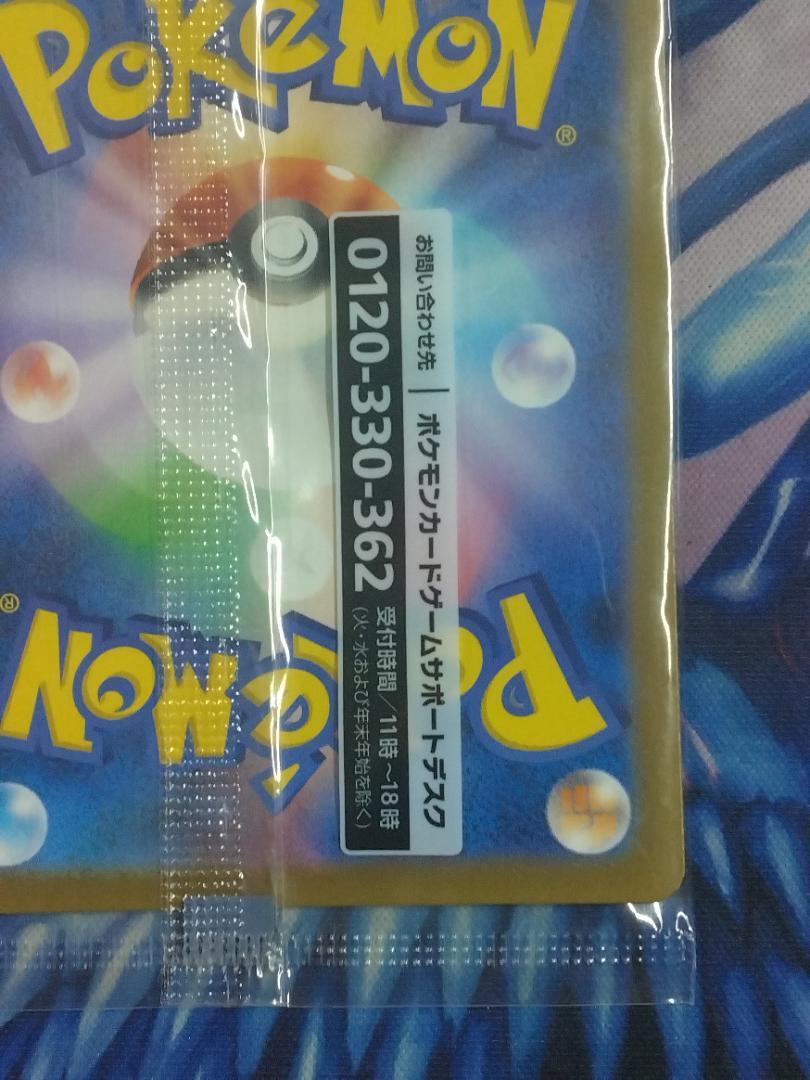 POKéMON
®
お問い合わせ先 | ポケモンカードゲームサポートデスク
0120-330-362 受付時間/11時~18時
(火・水および年末年始を除く)
POKéMON
®